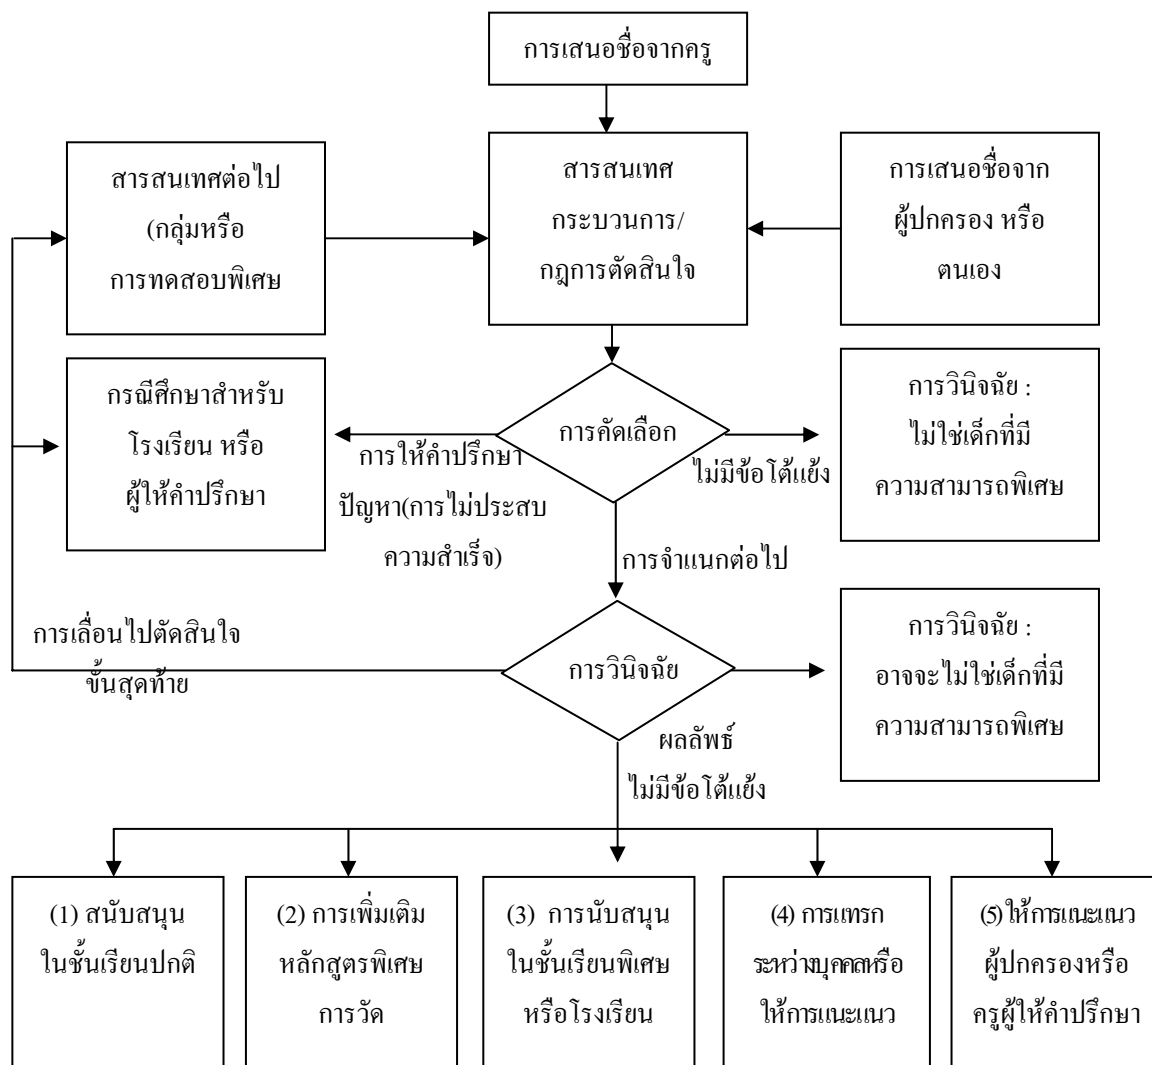 การเสนอชื่อจากครู
สารสนเทศต่อไป
(กลุ่มหรือ
การทดสอบพิเศษ
สารสนเทศ
กระบวนการ/
กฎการตัดสินใจ
การเสนอชื่อจาก
ผู้ปกครอง หรือ
ตนเอง
กรณีศึกษาสำหรับ
โรงเรียน หรือ
ผู้ให้คำปรึกษา
การคัดเลือก
การวินิจฉัย :
ไม่ใช่เด็กที่มี
ความสามารถพิเศษ
การให้คำปรึกษา
ปัญหา(การไม่ประสบ
ความสำเร็จ)
ไม่มีข้อโต้แย้ง
การจำแนกต่อไป
การเลื่อนไปตัดสินใจ
ขั้นสุดท้าย
การวินิจฉัย
การวินิจฉัย :
อาจจะไม่ใช่เด็กที่มี
ความสามารถพิเศษ
ผลลัพธ์
ไม่มีข้อโต้แย้ง
(1) สนับสนุน
ในชั้นเรียนปกติ
(2) การเพิ่มเติม
หลักสูตรพิเศษ
การวัด
(3) การนับสนุน
ในชั้นเรียนพิเศษ
หรือโรงเรียน
(4) การแทรก
ระหว่างบุคคลหรือ
ให้การแนะแนว
(5) ให้การแนะแนว
ผู้ปกครองหรือ
ครูผู้ให้คำปรึกษา